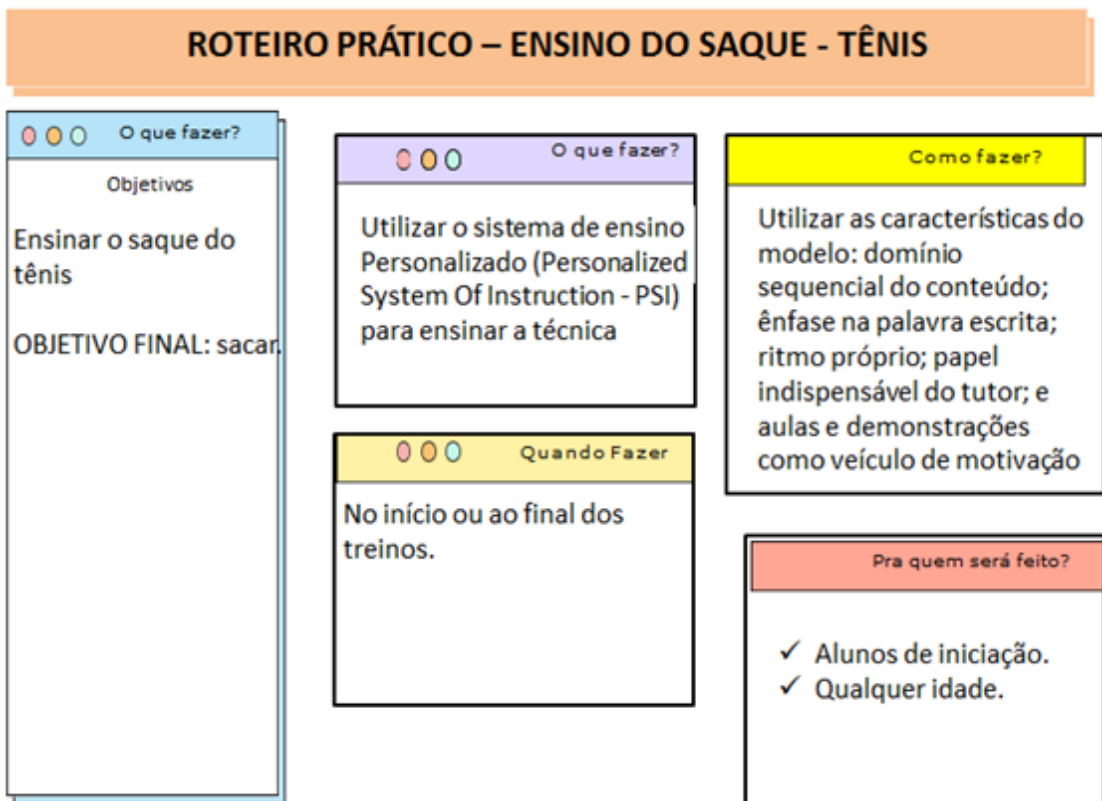 ROTEIRO PRÁTICO – ENSINO DO SAQUE - TÊNIS
O que fazer?
Objetivos
Ensinar o saque do
tênis
OBJETIVO FINAL: sacar.
O que fazer?
Utilizar o sistema de ensino
Personalizado (Personalized
System Of Instruction - PSI)
para ensinar a técnica
Quando Fazer
No início ou ao final dos
treinos.
Como fazer?
Utilizar as características do
modelo: domínio
sequencial do conteúdo;
ênfase na palavra escrita;
ritmo próprio; papel
indispensável do tutor; e
aulas e demonstrações
como veículo de motivação
Pra quem será feito?
✓ Alunos de iniciação.
✓ Qualquer idade.